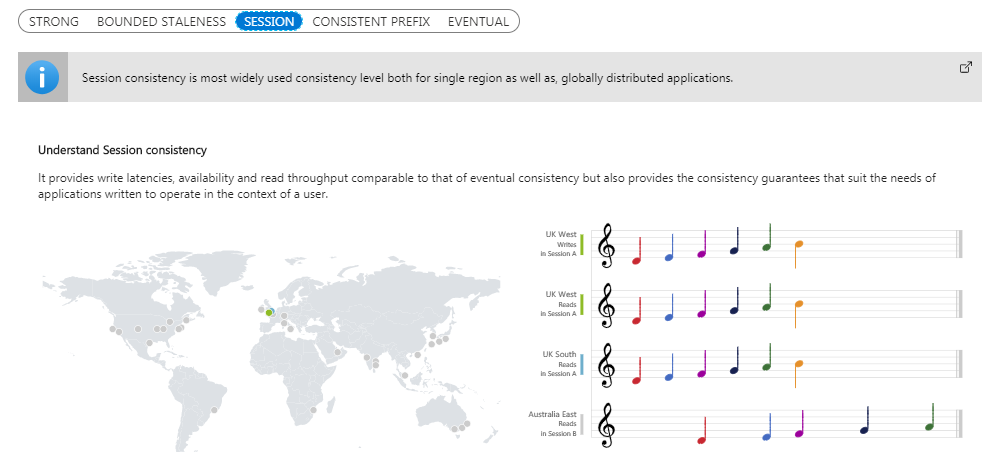 STRONG BOUNDED STALENESS SESSION CONSISTENT PREFIX EVENTUAL
Session consistency is most widely used consistency level both for single region as well as, globally distributed applications.
Understand Session consistency
It provides write latencies, availability and read throughput comparable to that of eventual consistency but also provides the consistency guarantees that suit the needs of
applications written to operate in the context of a user.
UK West
Writes
in Session A
UK West
Reads
in Session A
UK South
Reads
in Session A
Australia East
Reads
in Session B